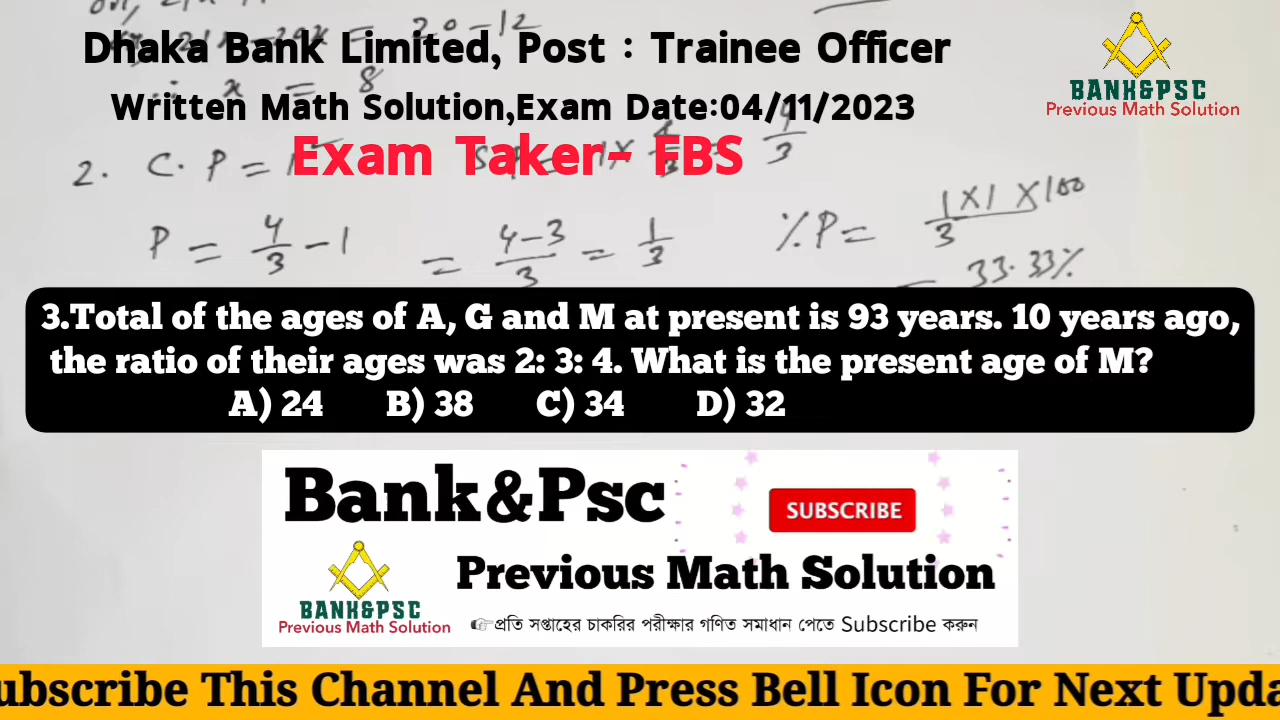 Dhaka Bank Limited, Post : Trainee Officer
Written Math Solution,Exam Date:04/11/2023
Exam Taker- FBS
BANK&PSC
Previous Math Solution
∴ x = 8
2. C. P = 1
P = 4/3 - 1 = 4-3/3 = 1/3
% P = 1×1×100/3
= 33.33%
3.Total of the ages of A, G and M at present is 93 years. 10 years ago,
the ratio of their ages was 2: 3: 4. What is the present age of M?
A) 24 B) 38 C) 34 D) 32
Bank&Psc
SUBSCRIBE
Previous Math Solution
BANK&PSC
Previous Math Solution
👉প্রতি সপ্তাহের চাকরির পরীক্ষার গণিত সমাধান পেতে Subscribe করুন
ubscribe This Channel And Press Bell Icon For Next Upda